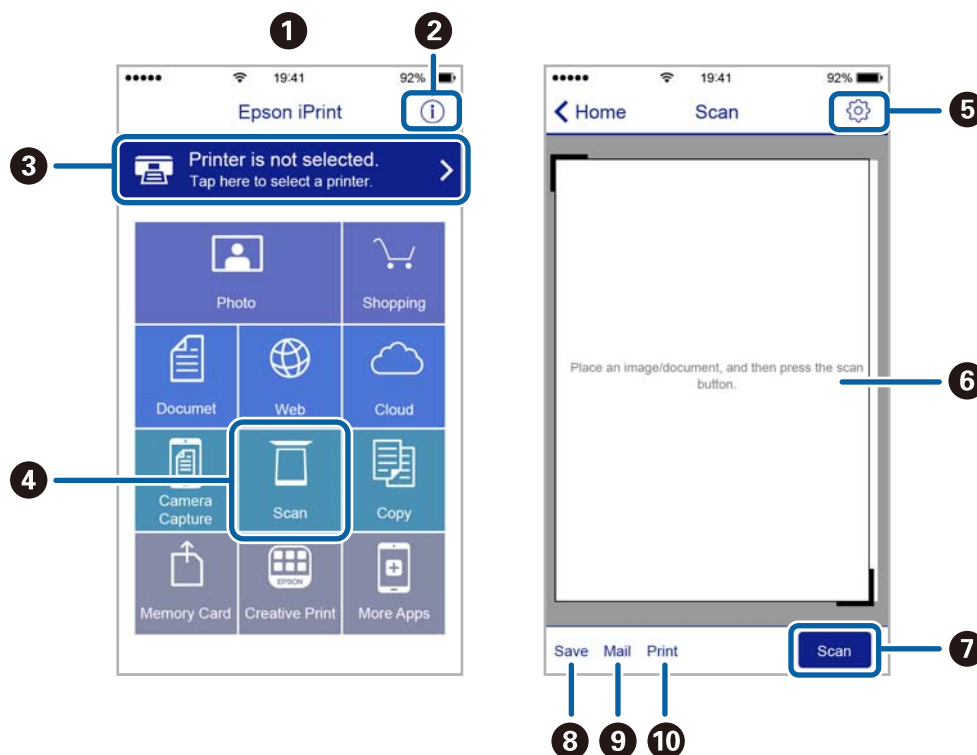 1 2
19:41 92%
Epson iPrint
3
Printer is not selected.
Tap here to select a printer.
Photo Shopping
Documet Web Cloud
4
Camera
Capture
Scan Copy
EPSON
Memory Card Creative Print More Apps
19:41 92%
Home Scan
5
Place an image/document, and then press the scan
button.
6
Save Mail Print Scan
7
8 9 10